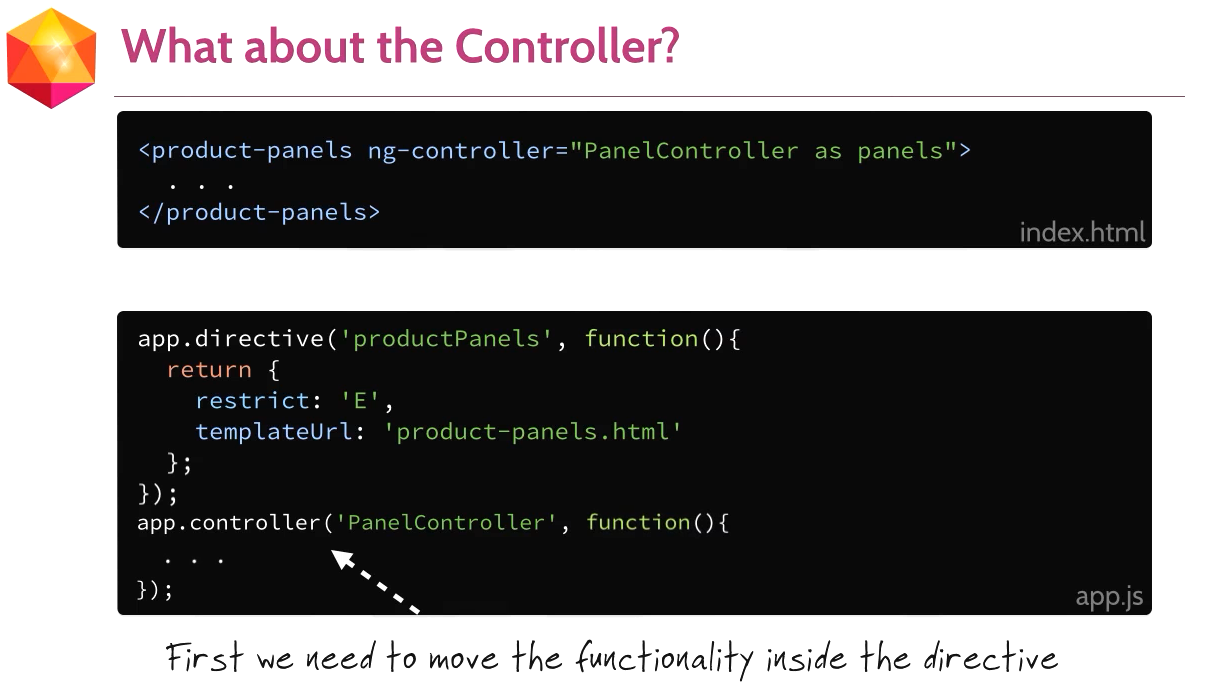 What about the Controller?
<product-panels ng-controller="PanelController as panels">
. . .
</product-panels>
index.html
app.directive('productPanels', function(){
return {
restrict: 'E',
templateUrl: 'product-panels.html'
};
});
app.controller('PanelController', function(){
. . .
});
app.js
First we need to move the functionality inside the directive